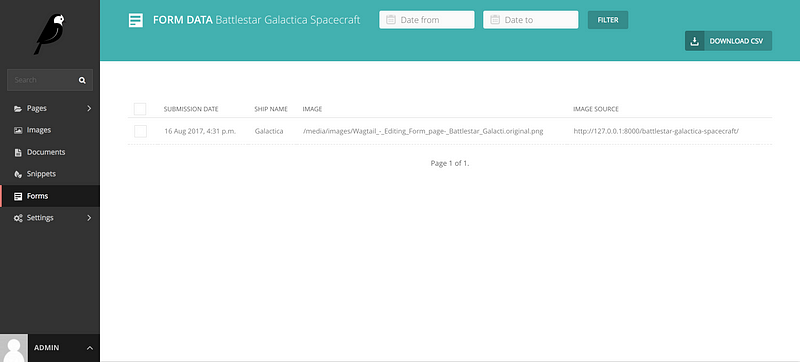 FORM DATA Battlestar Galactica Spacecraft
Date from
Date to
FILTER
DOWNLOAD CSV
Search
Pages
Images
Documents
Snippets
Forms
Settings
ADMIN
SUBMISSION DATE SHIP NAME IMAGE IMAGE SOURCE
16 Aug 2017, 4:31 p.m. Galactica /media/images/Wagtail_-_Editing_Form_page-_Battlestar_Galacti.original.png http://127.0.0.1:8000/battlestar-galactica-spacecraft/
Page 1 of 1.